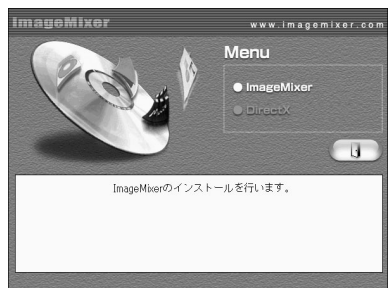 ImageMixer
www.imagemixer.com
Menu
ImageMixer
DirectX
ImageMixerのインストールを行います。